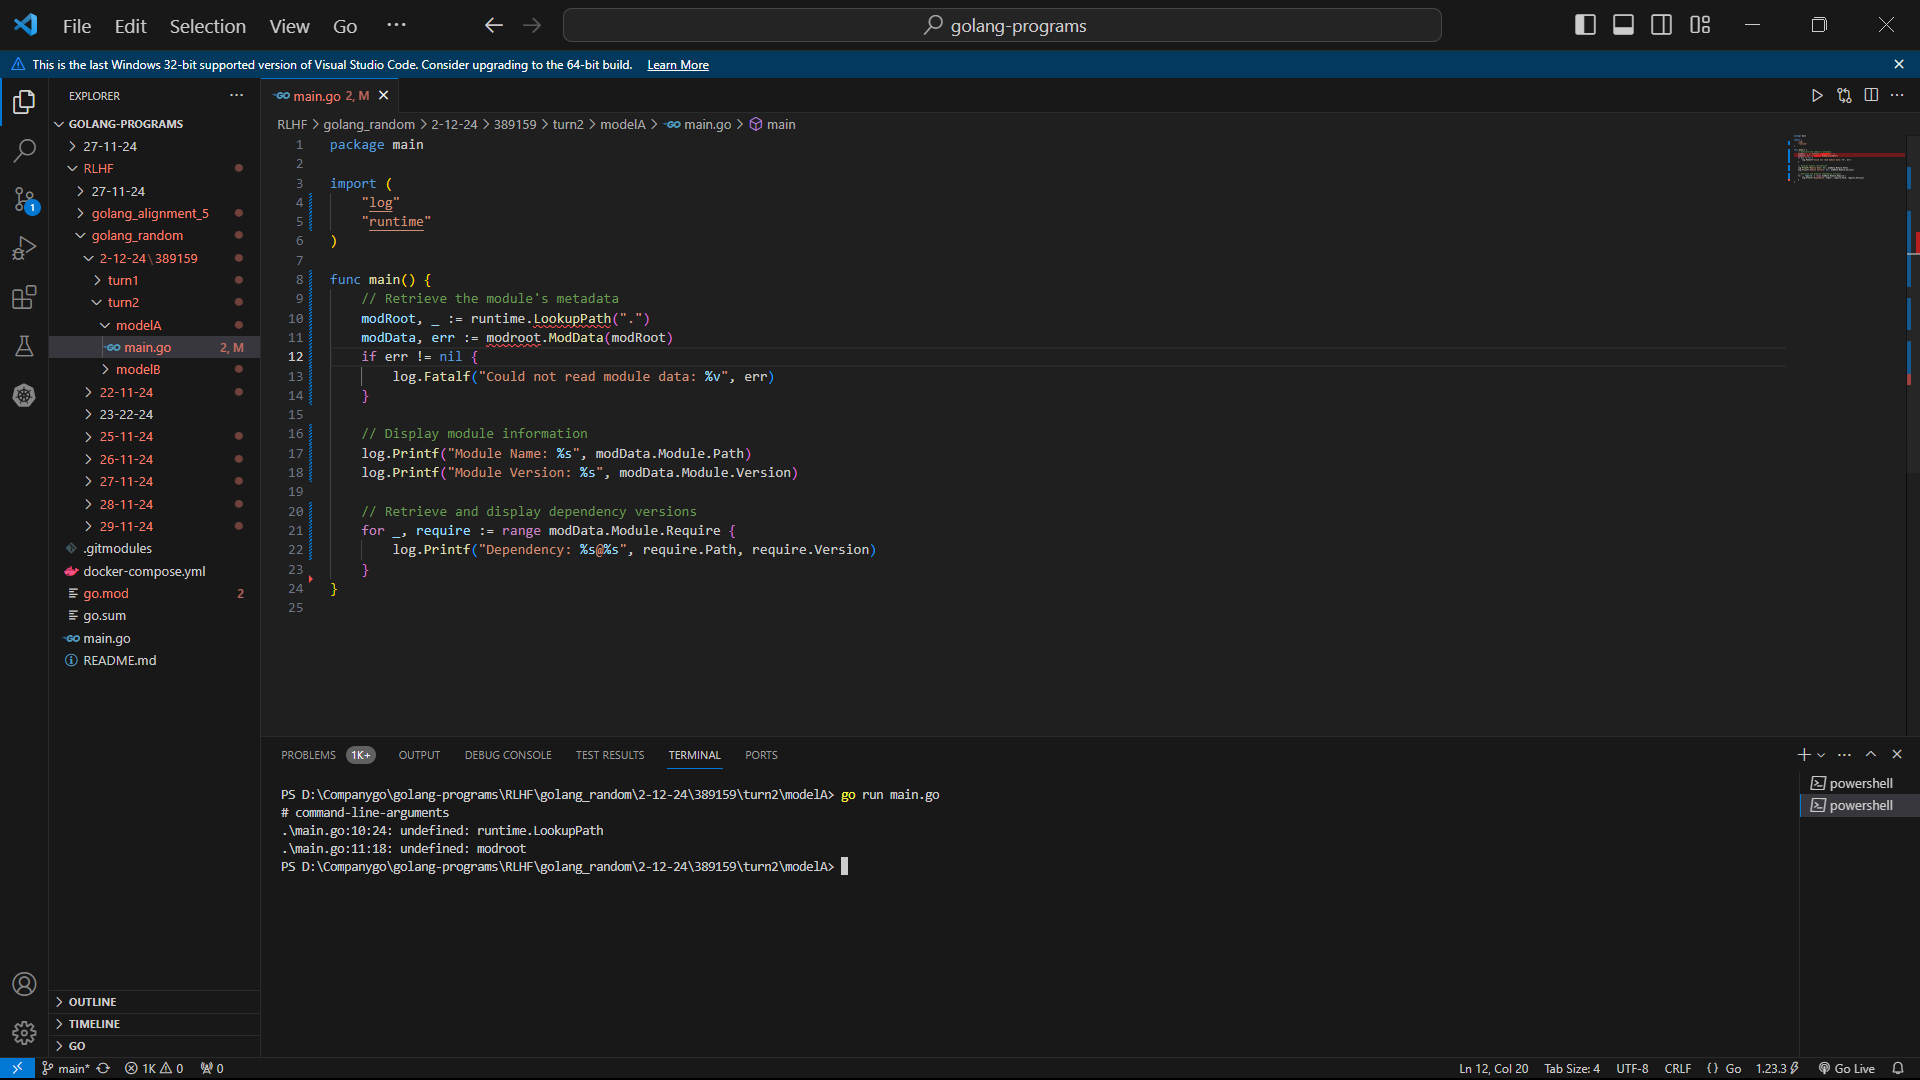 File Edit Selection View Go ···
golang-programs
This is the last Windows 32-bit supported version of Visual Studio Code. Consider upgrading to the 64-bit build. Learn More
EXPLORER
GOLANG-PROGRAMS
27-11-24
RLHF
27-11-24
golang_alignment_5
golang_random
2-12-24\389159
turn1
turn2
modelA
main.go 2, M
modelB
22-11-24
23-22-24
25-11-24
26-11-24
27-11-24
28-11-24
29-11-24
.gitmodules
docker-compose.yml
go.mod 2
go.sum
main.go
README.md
OUTLINE
TIMELINE
GO
1
GO main.go 2, M
RLHF > golang_random > 2-12-24 > 389159 > turn2 > modelA > GO main.go > main
1 package main
2
3 import (
4 "log"
5 "runtime"
6 )
7
8 func main() {
9 // Retrieve the module's metadata
10 modRoot, _ := runtime.LookupPath(".")
11 modData, err := modroot.ModData(modRoot)
12 if err != nil {
13 log.Fatalf("Could not read module data: %v", err)
14 }
15
16 // Display module information
17 log.Printf("Module Name: %s", modData.Module.Path)
18 log.Printf("Module Version: %s", modData.Module.Version)
19
20 // Retrieve and display dependency versions
21 for _, require := range modData.Module.Require {
22 log.Printf("Dependency: %s@%s", require.Path, require.Version)
23 }
24 }
25
PROBLEMS 1K+ OUTPUT DEBUG CONSOLE TEST RESULTS TERMINAL PORTS
PS D:\Companygo\golang-programs\RLHF\golang_random\2-12-24\389159\turn2\modelA> go run main.go
# command-line-arguments
.\main.go:10:24: undefined: runtime.LookupPath
.\main.go:11:18: undefined: modroot
PS D:\Companygo\golang-programs\RLHF\golang_random\2-12-24\389159\turn2\modelA>
powershell
powershell
main* 1K 0 0 Ln 12, Col 20 Tab Size: 4 UTF-8 CRLF {} Go 1.23.3 Go Live